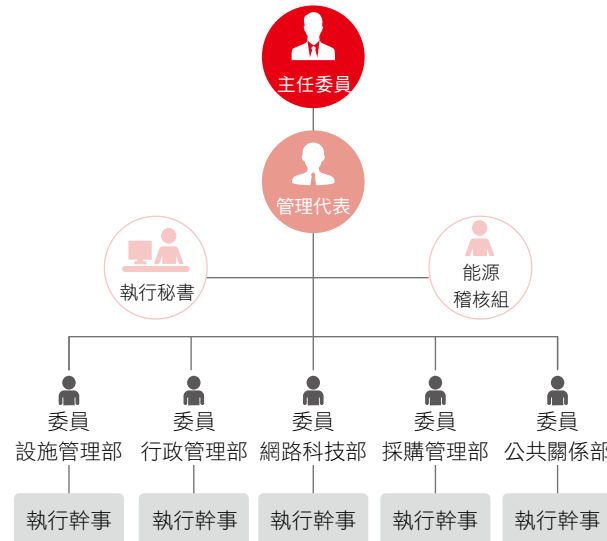 主任委員
管理代表
執行秘書
能源
稽核組
委員 委員 委員 委員 委員
設施管理部 行政管理部 網路科技部 採購管理部 公共關係部
執行幹事 執行幹事 執行幹事 執行幹事 執行幹事